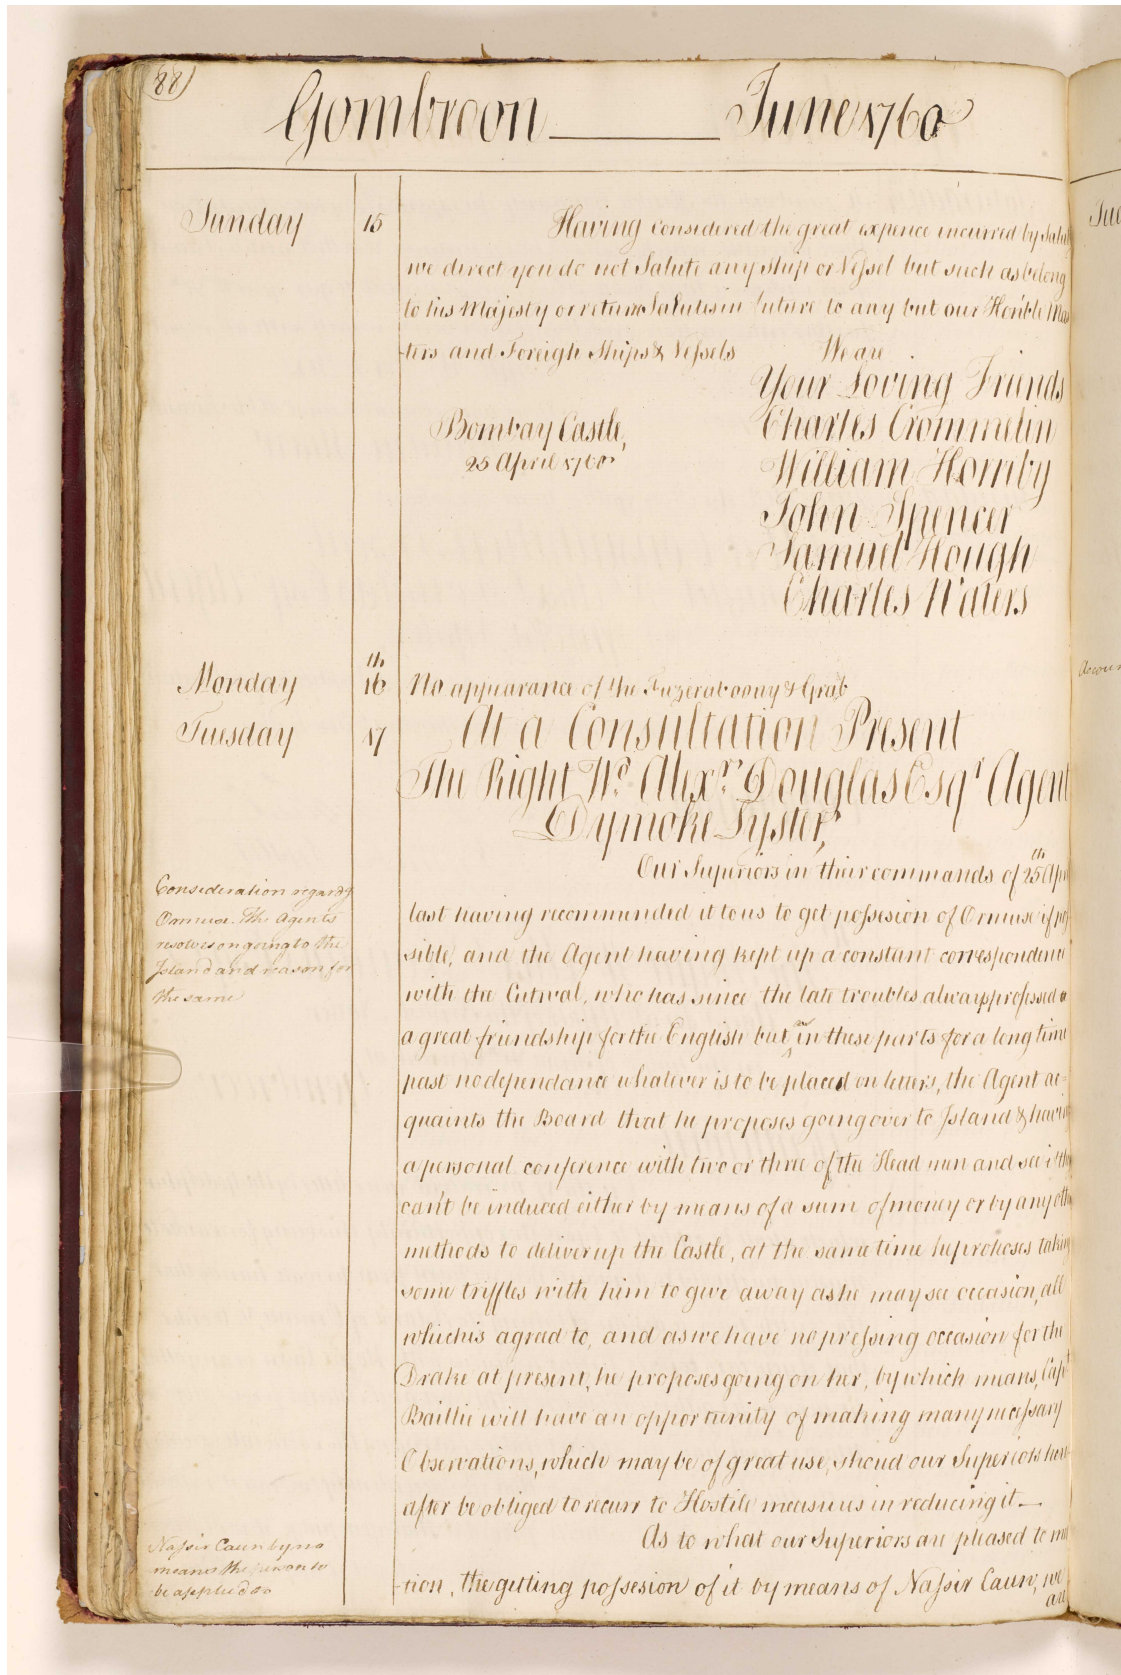 88)
Gombroon June 1760
Sunday 15 Having considered the great expence incurred by
we direct you do not Salute any Ship or Vessel but such as belong
to his Majesty or return Salutes in future to any but our Hon'ble Mas
-ters and Foreigh Ships & Vessels We are
Your Loving Friends
Charles Crommelin
Bombay Castle,
25 April 1760
William Hornby
John Spencer
Samuel Hough
Charles Waters
Monday 16th No appearance of the & Grab
Tuesday 17 At a Consultation Present
The Right Wo. Alexr. Douglas Esqr Agent
Dymoke Lyster,
Our Superiors in their commands of 25th Apr
Consideration regardg
Ormuse. The Agents
resolves on going to the
Island and reason for
the same
last having recommended it to us to get possesion of Ormuse if pos
sible, and the Agent having kept up a constant correspondence
with the Cutwal, who has since the late troubles always professed a
a great friendship for the English but as in these parts for a long time
past no dependance whatever is to be placed on letters, the Agent ac-
quaints the Board that he proposes going over to Island & having
a personal conference with two or three of the Head men and see if they
can't be induced either by means of a sum of money or by any other
methods to deliver up the Castle, at the same time he proposes taking
some triffles with him to give away as he may see occasion, all
which is agreed to, and as we have no pressing occasion for the
Drake at present, he proposes going on her, by which means, Capt
Baillie will have an opportunity of making many necessary
Observations, which may be of great use, shoud our Superiors here-
after be obliged to recurr to Hostile measures in reducing it —
As to what our Superiors are pleased to men
Nassir Caun by no
means the person to
be applied to
-tion, the getting possesion of it by means of Nassir Caun, we
are